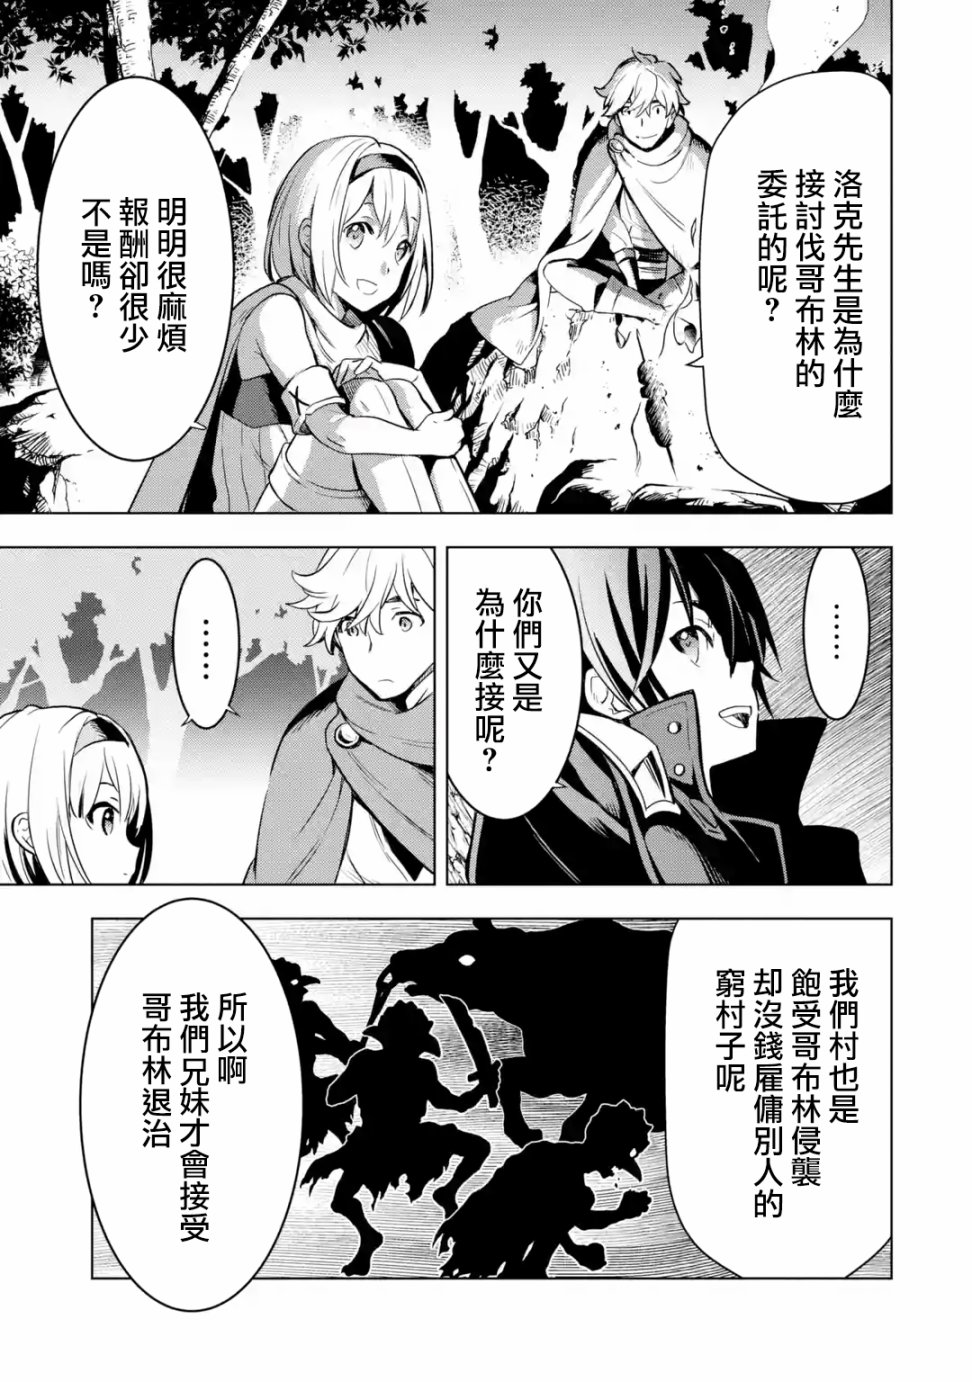 洛克先生是為什麼
接討伐哥布林的
委託的呢?
明明很麻煩
報酬卻很少
不是嗎?
……
你們又是
為什麼接呢?
……
我們村也是
飽受哥布林侵襲
却沒錢雇傭別人的
窮村子呢
所以啊
我們兄妹才會接受
哥布林退治